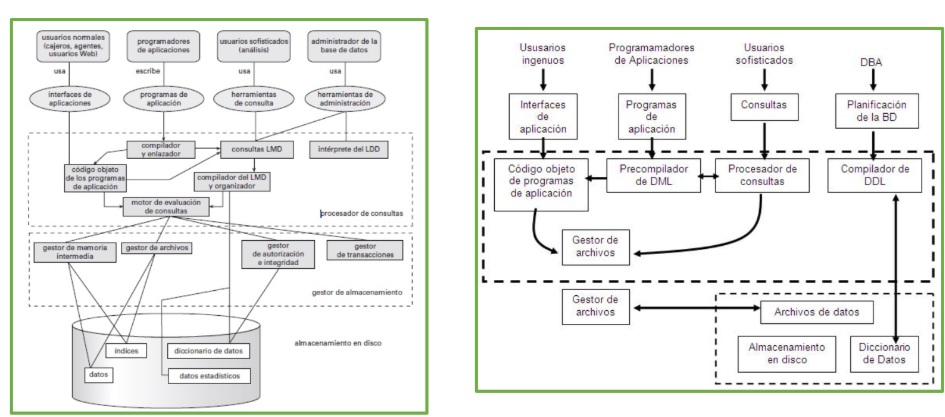 usuarios normales
(cajeros, agentes,
usuarios Web)
programadores
de aplicaciones
usuarios sofisticados
(análisis)
administrador de la
base de datos
usa
escribe
usa
usa
interfaces de
aplicaciones
programas de
aplicación
herramientas
de consulta
herramientas de
administración
compilador
y enlazador
consultas LMD
intérprete del LDD
código objeto
de los programas
de aplicación
compilador del LMD
y organizador
motor de evaluación
de consultas
procesador de consultas
gestor de memoria
intermedia
gestor de archivos
gestor
de autorización
e integridad
gestor
de transacciones
gestor de almacenamiento
almacenamiento en disco
índices
diccionario de datos
datos
datos estadísticos
Ususarios
ingenuos
Programamadores
de Aplicaciones
Usuarios
sofisticados
DBA
Interfaces
de
aplicación
Programas
de
aplicación
Consultas
Planificación
de la BD
Código objeto
de programas
de aplicación
Precompilador
de DML
Procesador de
consultas
Compilador de
DDL
Gestor de
archivos
Gestor de
archivos
Archivos de datos
Almacenamiento
en disco
Diccionario
de Datos